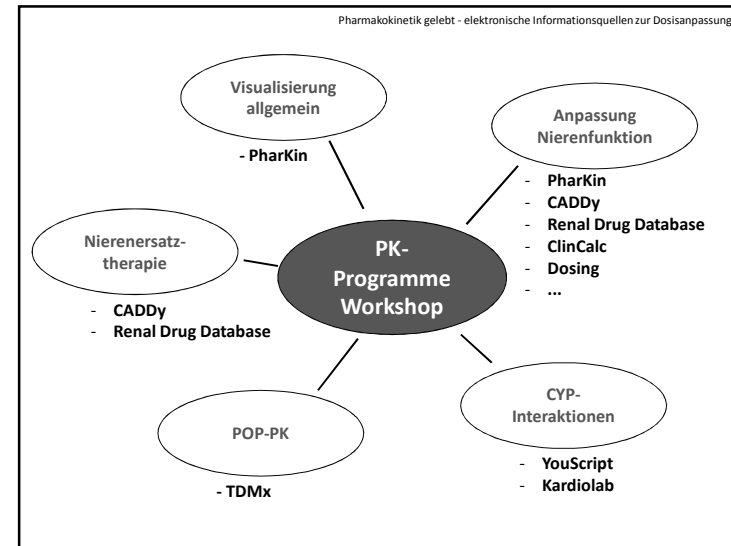 Pharmakokinetik gelebt - elektronische Informationsquellen zur Dosisanpassung
Visualisierung
allgemein
- PharKin
Anpassung
Nierenfunktion
- PharKin
- CADDy
- Renal Drug Database
- ClinCalc
- Dosing
- ...
Nierenersatz-
therapie
- CADDy
- Renal Drug Database
PK-
Programme
Workshop
POP-PK
- TDMx
CYP-
Interaktionen
- YouScript
- Kardiolab